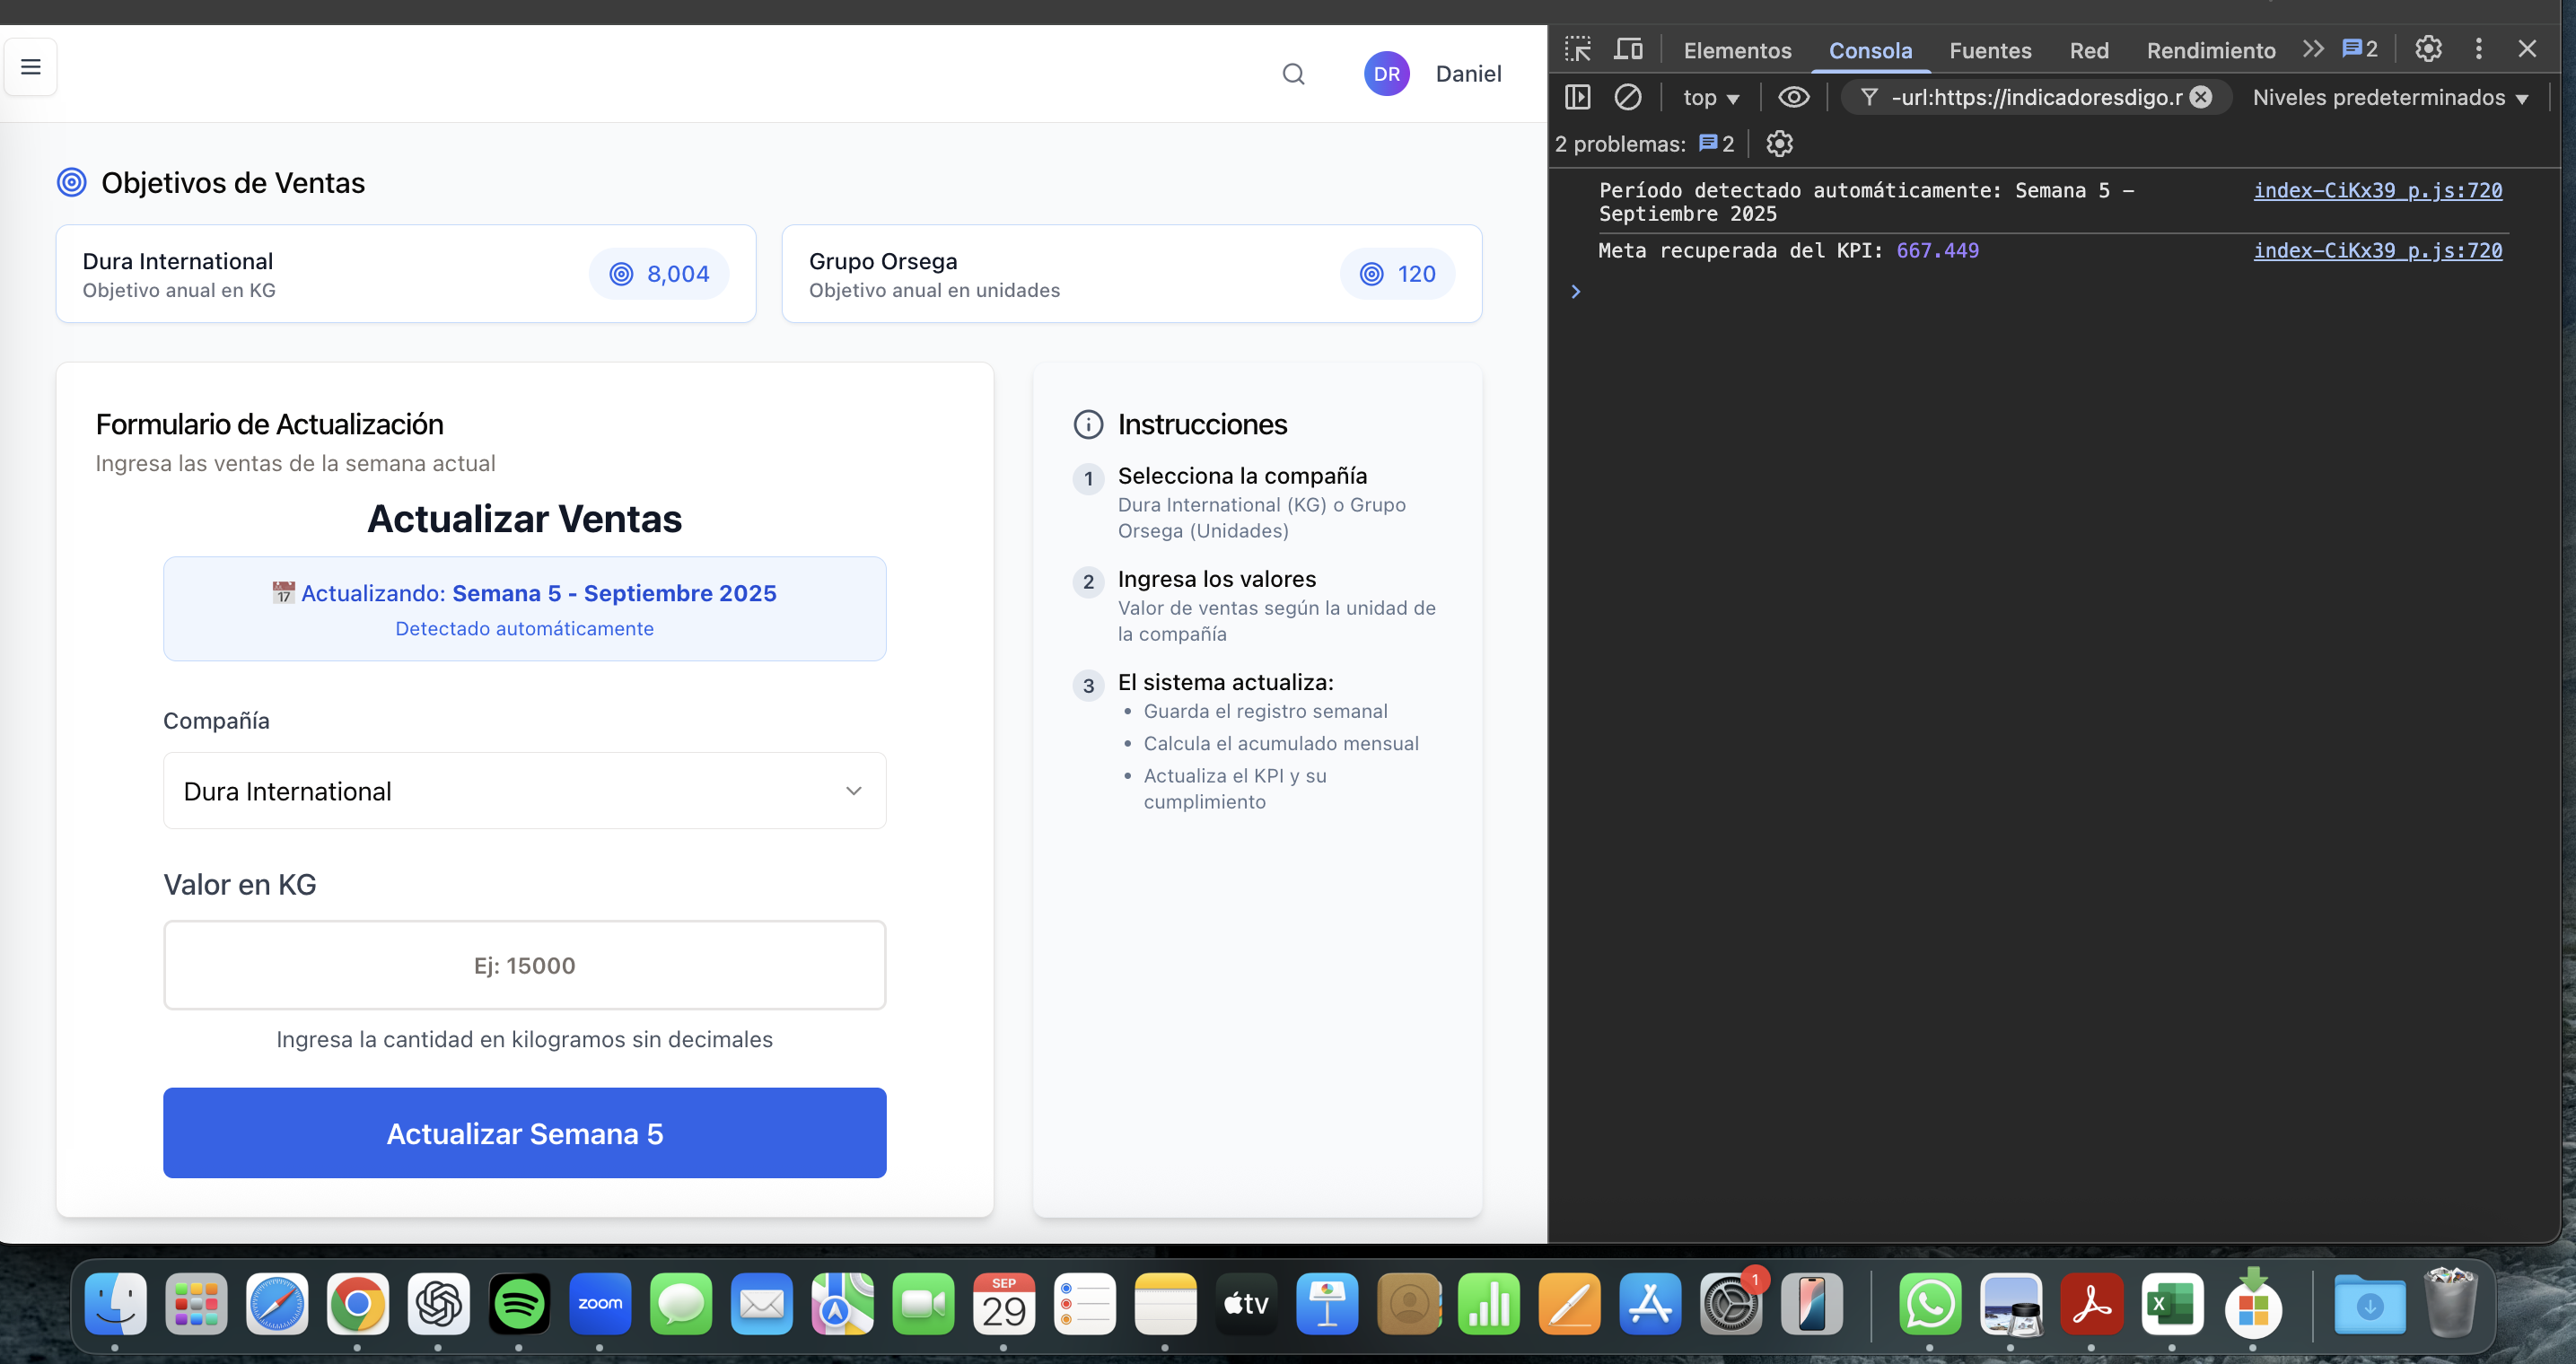 DR
Daniel
Objetivos de Ventas
Dura International
Objetivo anual en KG
8,004
Grupo Orsega
Objetivo anual en unidades
120
Formulario de Actualización
Ingresa las ventas de la semana actual
Actualizar Ventas
17 Actualizando: Semana 5 - Septiembre 2025
Detectado automáticamente
Compañía
Dura International
Valor en KG
Ej: 15000
Ingresa la cantidad en kilogramos sin decimales
Actualizar Semana 5
Instrucciones
1 Selecciona la compañía
Dura International (KG) o Grupo
Orsega (Unidades)
2 Ingresa los valores
Valor de ventas según la unidad de
la compañía
3 El sistema actualiza:
• Guarda el registro semanal
• Calcula el acumulado mensual
• Actualiza el KPI y su
cumplimiento
Elementos Consola Fuentes Red Rendimiento 2
top -url:https://indicadoresdigo.r Niveles predeterminados
2 problemas: 2
Período detectado automáticamente: Semana 5 – index-CiKx39_p.js:720
Septiembre 2025
Meta recuperada del KPI: 667.449 index-CiKx39_p.js:720
zoom
SEP
29
tv
1
X